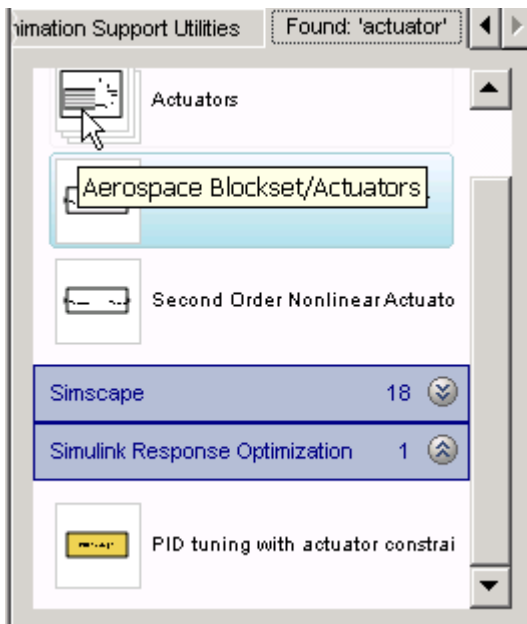 nimation Support Utilities
Found: 'actuator'
Actuators
Aerospace Blockset/Actuators
Second Order Nonlinear Actuato
Simscape 18
Simulink Response Optimization 1
PID tuning with actuator constrai